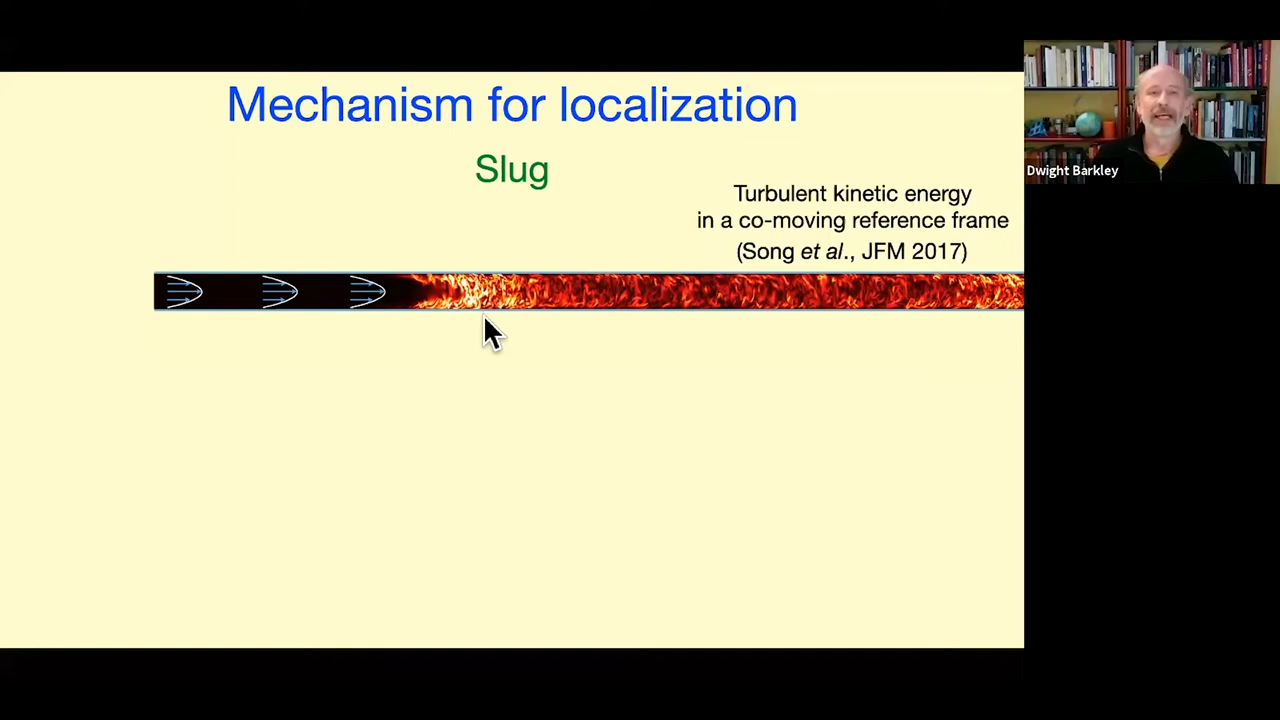 Mechanism for localization
Slug
Turbulent kinetic energy
in a co-moving reference frame
(Song et al., JFM 2017)
Dwight Barkley